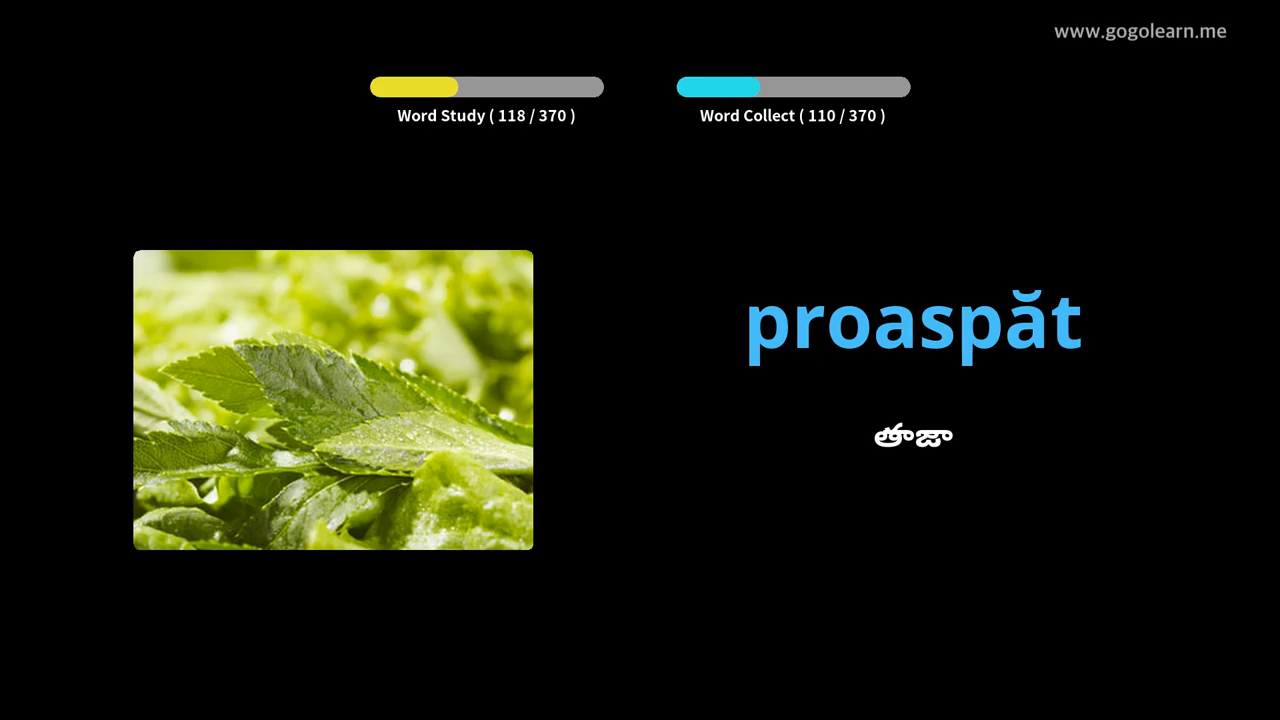 www.gogolearn.me
Word Study ( 118 / 370 )
Word Collect ( 110 / 370 )
proaspăt
తాజా